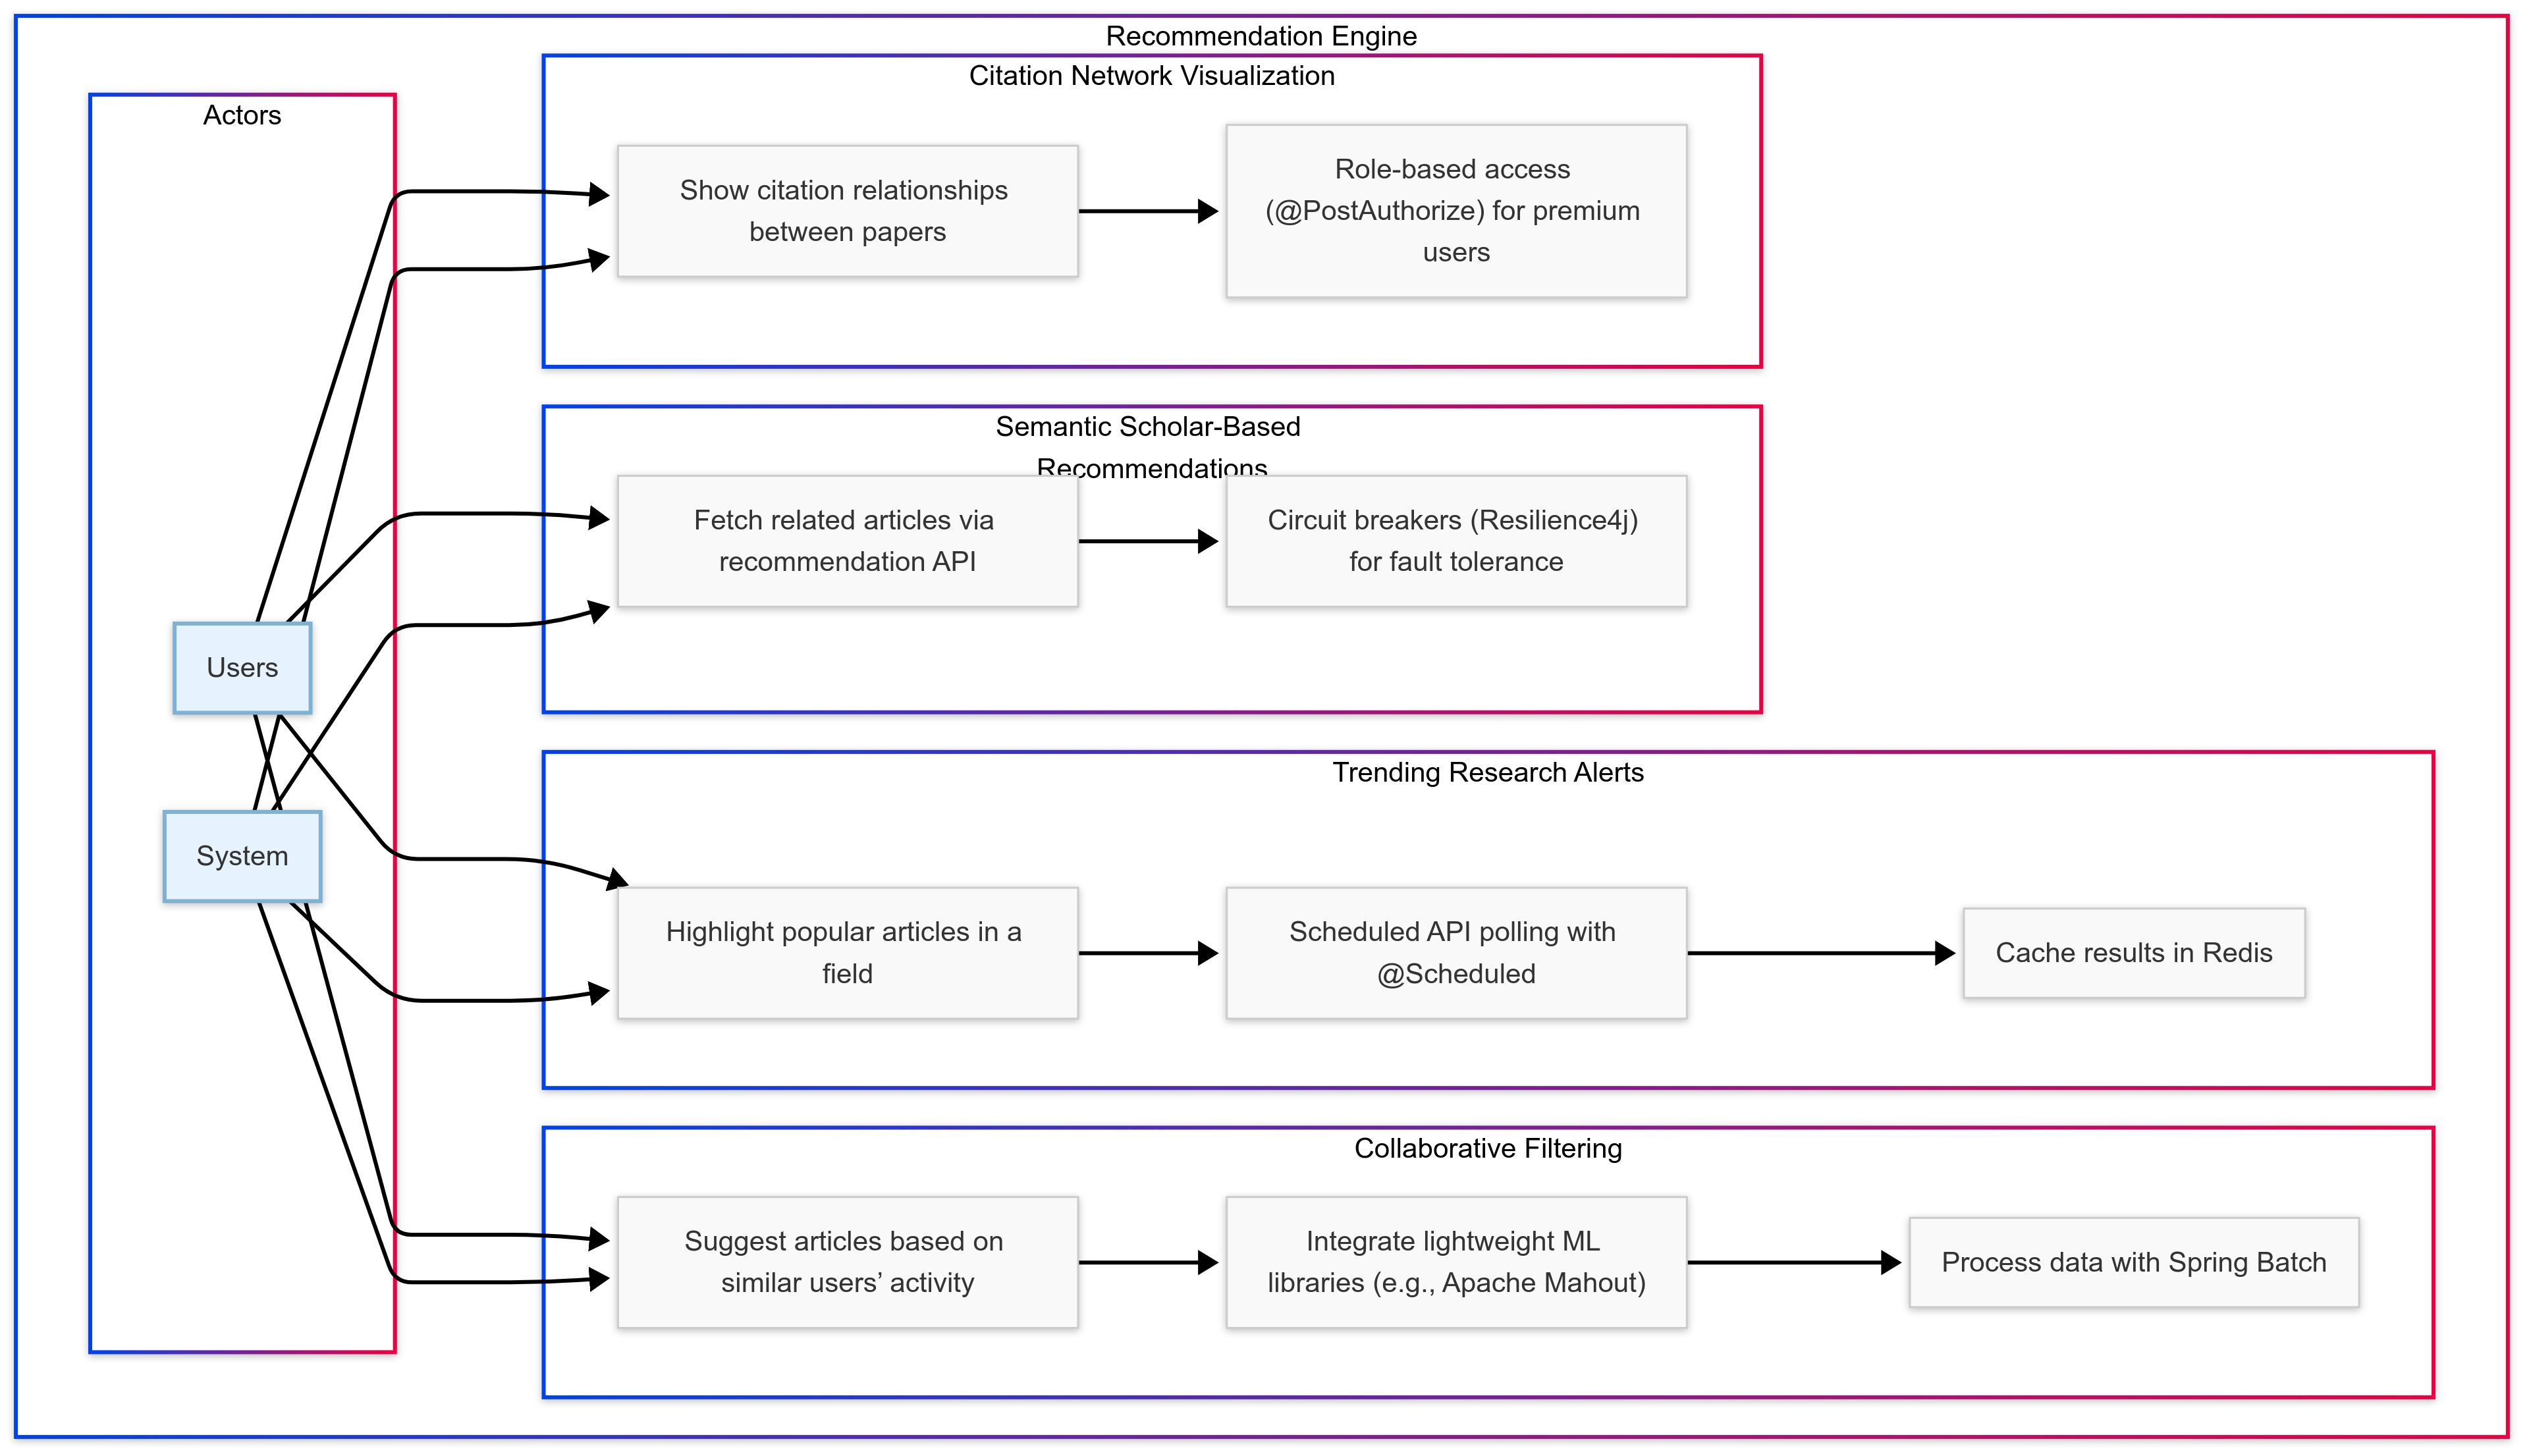 Recommendation Engine
Citation Network Visualization
Actors
Show citation relationships
between papers
Role-based access
(@PostAuthorize) for premium
users
Semantic Scholar-Based
Recommendations
Fetch related articles via
recommendation API
Circuit breakers (Resilience4j)
for fault tolerance
Users
System
Trending Research Alerts
Highlight popular articles in a
field
Scheduled API polling with
@Scheduled
Cache results in Redis
Collaborative Filtering
Suggest articles based on
similar users’ activity
Integrate lightweight ML
libraries (e.g., Apache Mahout)
Process data with Spring Batch